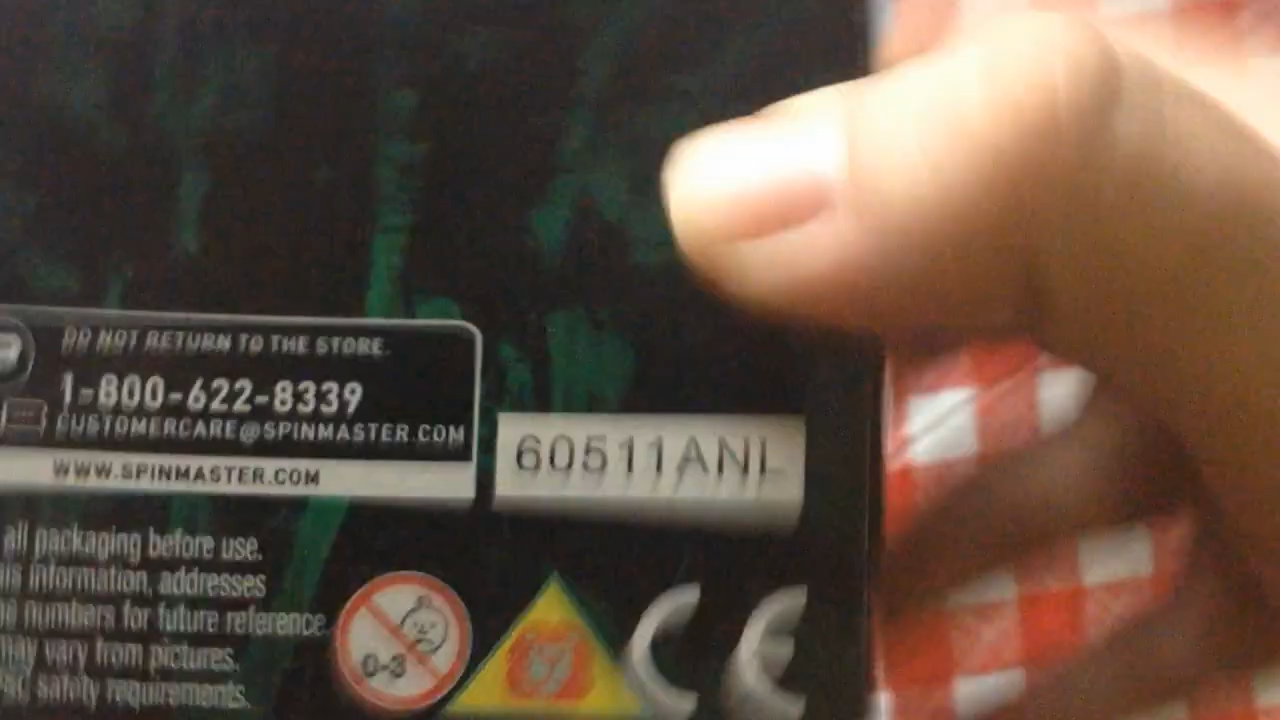 DO NOT RETURN TO THE STORE.
1-800-622-8339
CUSTOMERCARE@SPINMASTER.COM
WWW.SPINMASTER.COM
60511ANL
all packaging before use.
information, addresses
numbers for future reference.
may vary from pictures.
safety requirements.
0-3
CE